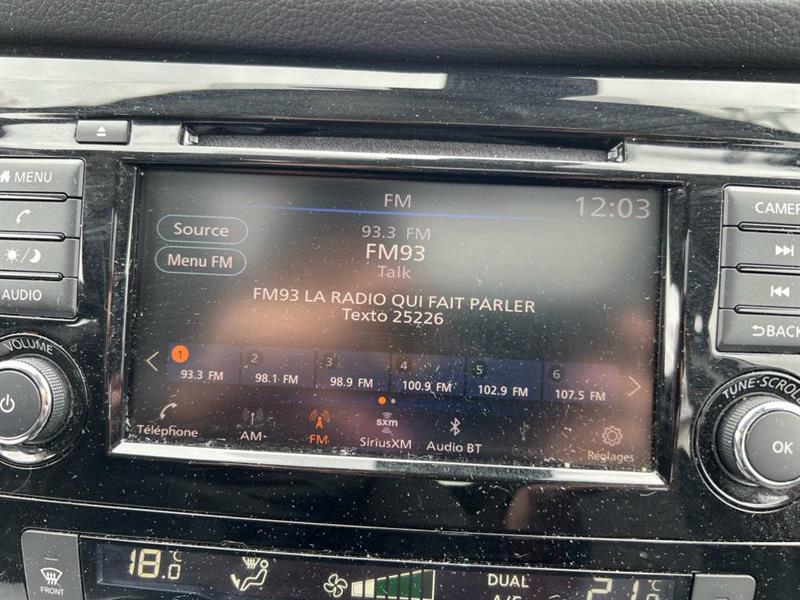 MENU
AUDIO
VOLUME
FM
12:03
Source
Menu FM
93.3 FM
FM93
Talk
FM93 LA RADIO QUI FAIT PARLER
Texto 25226
1 2 3 4 5 6
93.3 FM 98.1 FM 98.9 FM 100.9 FM 102.9 FM 107.5 FM
Téléphone AM FM SiriusXM Audio BT Réglages
sxm
CAMER
BACK
TUNE·SCROLL
OK
FRONT
18.0 °C
DUAL
21.0 °C